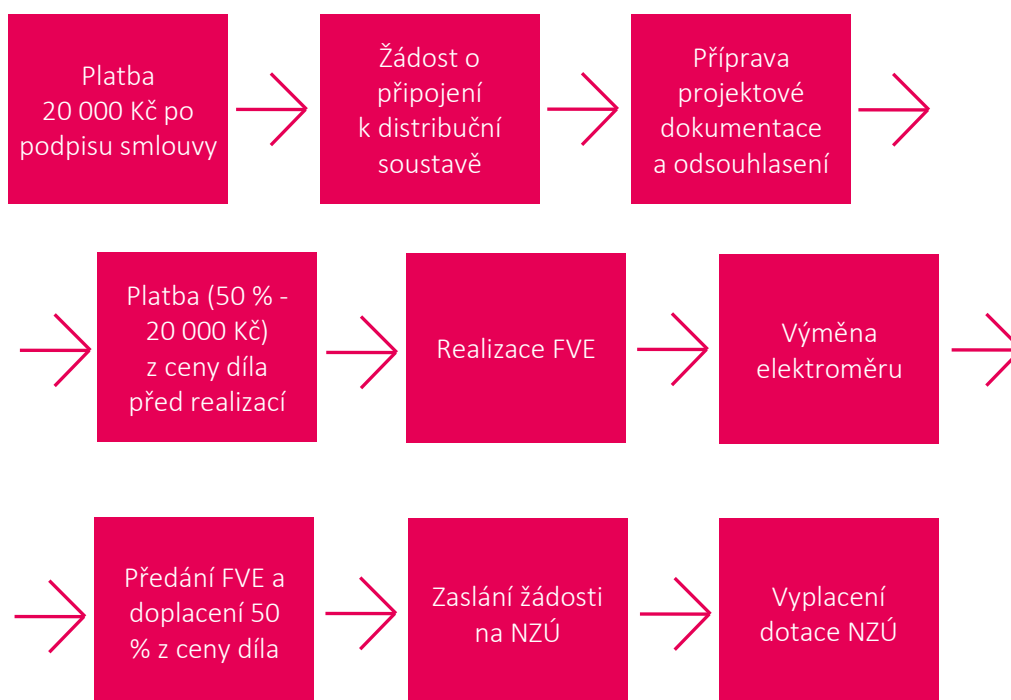 Platba
20 000 Kč po
podpisu smlouvy
Žádost o
připojení
k distribuční
soustavě
Příprava
projektové
dokumentace
a odsouhlasení
Platba (50 % -
20 000 Kč)
z ceny díla
před realizací
Realizace FVE
Výměna
elektroměru
Předání FVE a
doplacení 50
% z ceny díla
Zaslání žádosti
na NZÚ
Vyplacení
dotace NZÚ